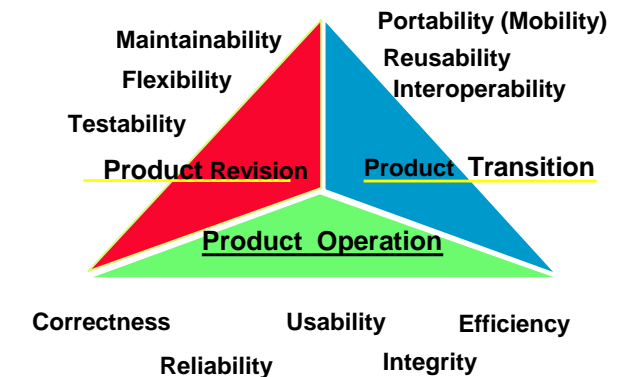 Portability (Mobility)
Maintainability
Reusability
Flexibility
Interoperability
Testability
Product Revision
Product Transition
Product Operation
Correctness
Usability
Efficiency
Reliability
Integrity